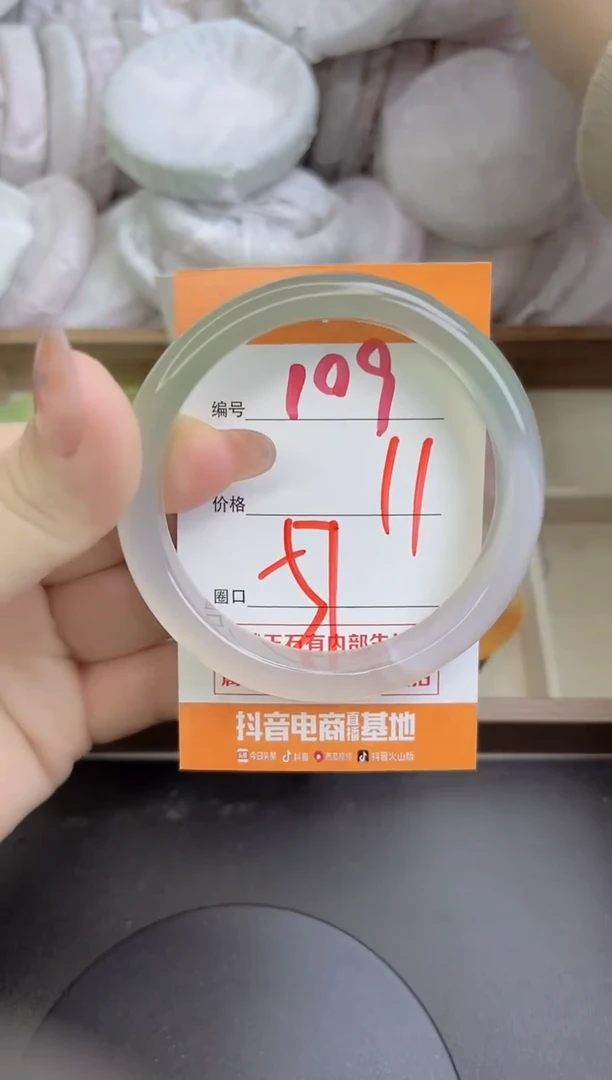 编号 109
价格 11
圈口
抖音电商直播基地
今日头条 抖音 西瓜视频 抖音火山版